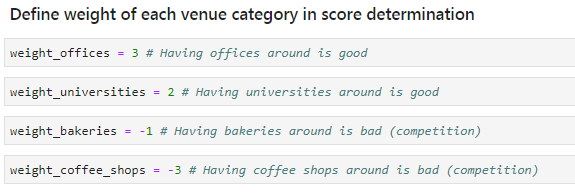 Define weight of each venue category in score determination
weight_offices = 3 # Having offices around is good
weight_universities = 2 # Having universities around is good
weight_bakeries = -1 # Having bakeries around is bad (competition)
weight_coffee_shops = -3 # Having coffee shops around is bad (competition)